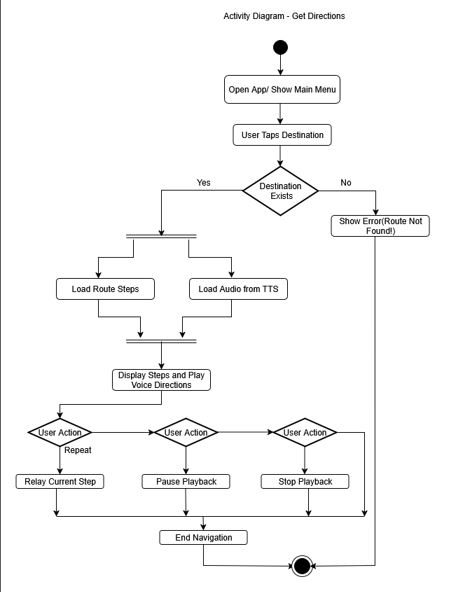 Activity Diagram - Get Directions
Open App/ Show Main Menu
User Taps Destination
Destination
Exists
Yes
No
Show Error(Route Not
Found!)
Load Route Steps
Load Audio from TTS
Display Steps and Play
Voice Directions
User Action
User Action
User Action
Repeat
Relay Current Step
Pause Playback
Stop Playback
End Navigation